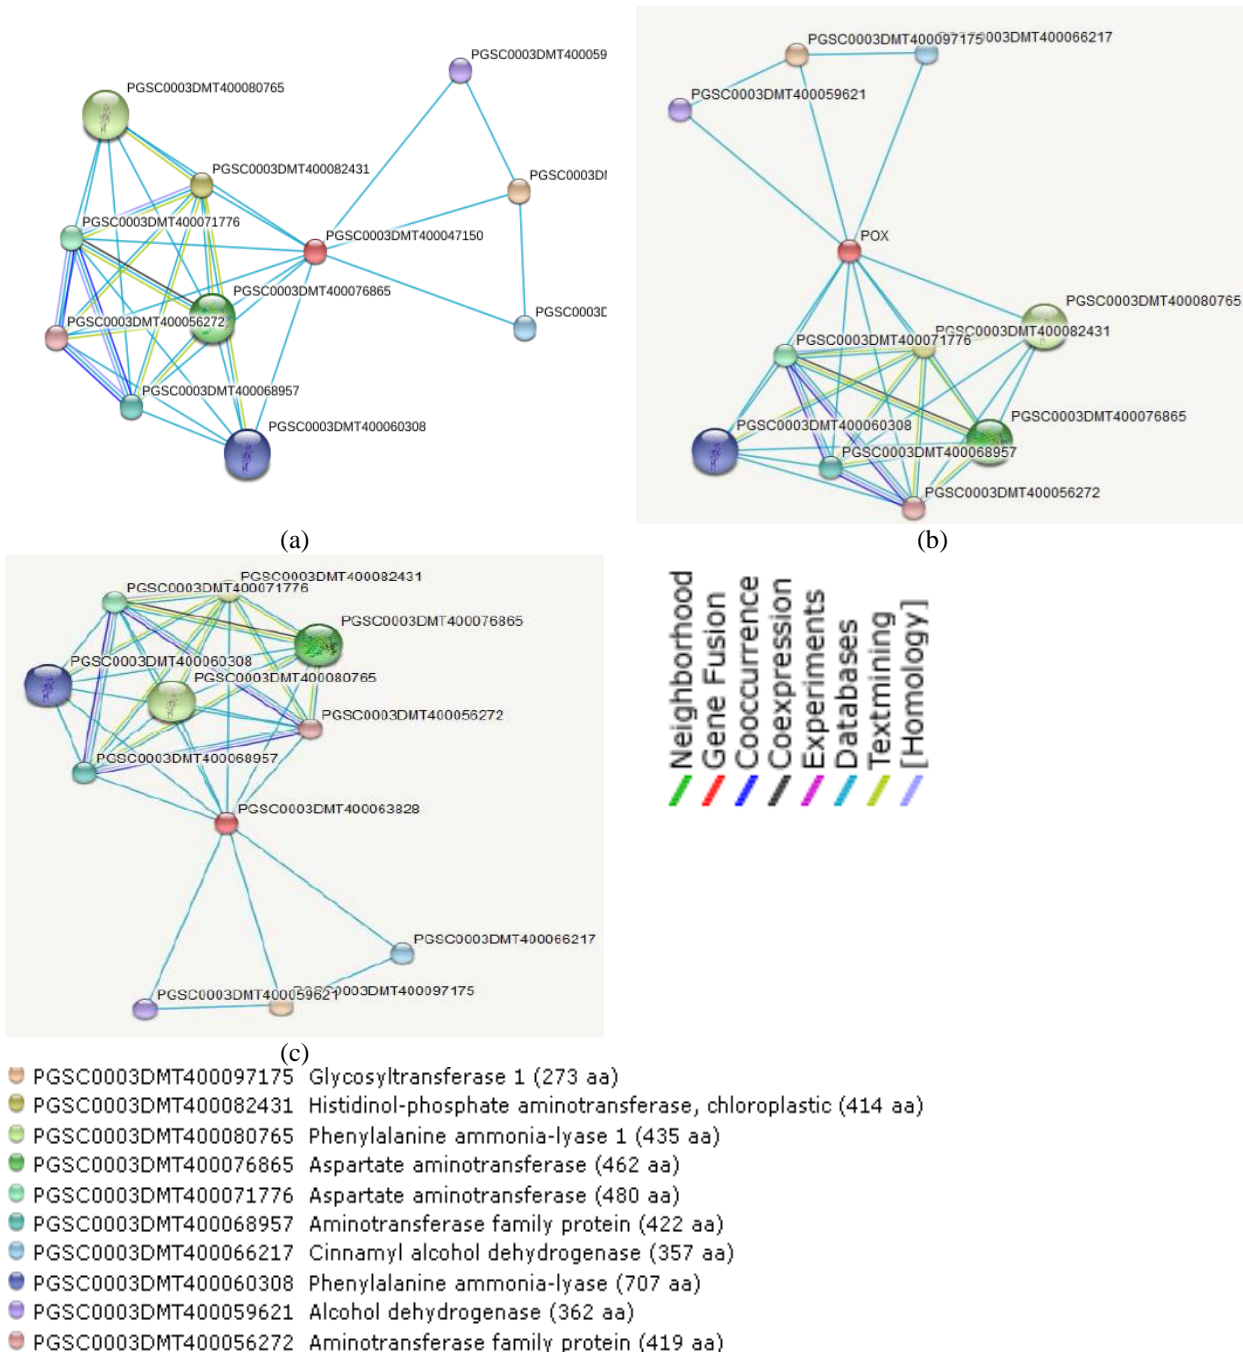 PGSC0003DMT400059
PGSC0003DMT400080765
PGSC0003DMT400082431
PGSC0003DI
PGSC0003DMT400071776
PGSC0003DMT400047150
PGSC0003DMT400076865
PGSC0003DMT400056272
PGSC0003D
PGSC0003DMT400068957
PGSC0003DMT400060308
(a)
PGSC0003DMT400097175
DMT400066217
PGSC0003DMT400059621
POX
PGSC0003DMT400080765
PGSC0003DMT400082431
PGSC0003DMT400071776
PGSC0003DMT400076865
PGSC0003DMT400060308
PGSC0003DMT400068957
PGSC0003DMT400056272
(b)
PGSC0003DMT400082431
PGSC0003DMT400071776
PGSC0003DMT400076865
PGSC0003DMT400060308
PGSC0003DMT400080765
PGSC0003DMT400056272
PGSC0003DMT400068957
PGSC0003DMT400063828
PGSC0003DMT400066217
PGSC0003DMT400059621
PGSC0003DMT400097175
(c)
Neighborhood
Gene Fusion
Cooccurrence
Coexpression
Experiments
Databases
Textmining
[Homology]
PGSC0003DMT400097175 Glycosyltransferase 1 (273 aa)
PGSC0003DMT400082431 Histidinol-phosphate aminotransferase, chloroplastic (414 aa)
PGSC0003DMT400080765 Phenylalanine ammonia-lyase 1 (435 aa)
PGSC0003DMT400076865 Aspartate aminotransferase (462 aa)
PGSC0003DMT400071776 Aspartate aminotransferase (480 aa)
PGSC0003DMT400068957 Aminotransferase family protein (422 aa)
PGSC0003DMT400066217 Cinnamyl alcohol dehydrogenase (357 aa)
PGSC0003DMT400060308 Phenylalanine ammonia-lyase (707 aa)
PGSC0003DMT400059621 Alcohol dehydrogenase (362 aa)
PGSC0003DMT400056272 Aminotransferase family protein (419 aa)